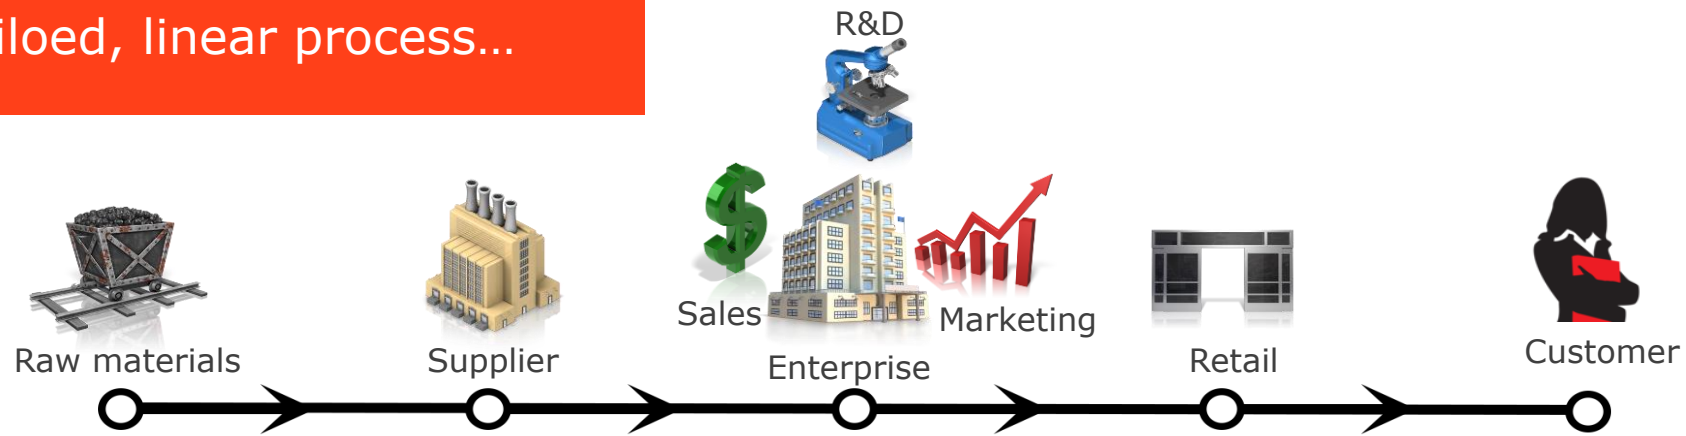 iloed, linear process…
R&D
Sales
Marketing
Raw materials
Supplier
Enterprise
Retail
Customer